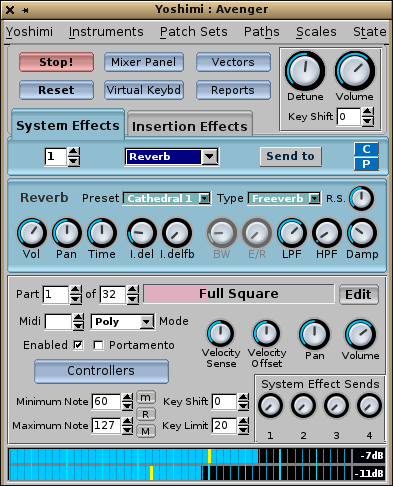 Yoshimi : Avenger
Yoshimi Instruments Patch Sets Paths Scales State
Stop! Mixer Panel Vectors
Reset Virtual Keybd Reports
Detune Volume
Key Shift 0
System Effects Insertion Effects
1 Reverb Send to C
P
Reverb Preset Cathedral 1 Type Freeverb R.S.
Vol Pan Time I.del I.delfb BW E/R LPF HPF Damp
Part 1 of 32 Full Square Edit
Midi Poly Mode
Enabled Portamento
Velocity Sense Velocity Offset Pan Volume
Controllers
System Effect Sends
Minimum Note 60 m Key Shift 0
R
Maximum Note 127 M Key Limit 20
1 2 3 4
-7dB
-11dB